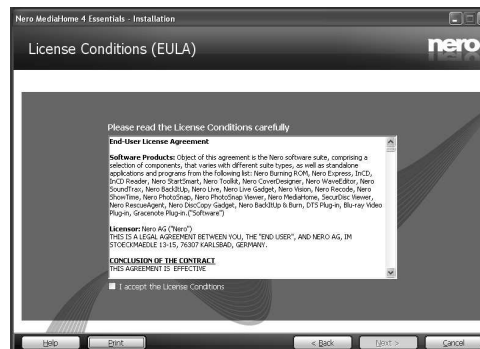 Nero MediaHome 4 Essentials - Installation
License Conditions (EULA)
nero
Please read the License Conditions carefully
End-User License Agreement
Software Products: Object of this agreement is the Nero software suite, comprising a
selection of components, that varies with different suite types, as well as standalone
applications and programs from the following list: Nero Burning ROM, Nero Express, InCD,
InCD Reader, Nero StartSmart, Nero Toolkit, Nero CoverDesigner, Nero WaveEditor, Nero
SoundTrax, Nero BackItUp, Nero Live, Nero Live Gadget, Nero Vision, Nero Recode, Nero
ShowTime, Nero PhotoSnap, Nero PhotoSnap Viewer, Nero MediaHome, SecurDisc Viewer,
Nero RescueAgent, Nero DiscCopy Gadget, Nero BackItUp & Burn, DTS Plug-in, Blu-ray Video
Plug-in, Gracenote Plug-in.("Software")
Licensor: Nero AG ("Nero")
THIS IS A LEGAL AGREEMENT BETWEEN YOU, THE "END USER", AND NERO AG, IM
STOECKMAEDLE 13-15, 76307 KARLSBAD, GERMANY.
CONCLUSION OF THE CONTRACT
THIS AGREEMENT IS EFFECTIVE
I accept the License Conditions
Help
Print
< Back
Next >
Cancel